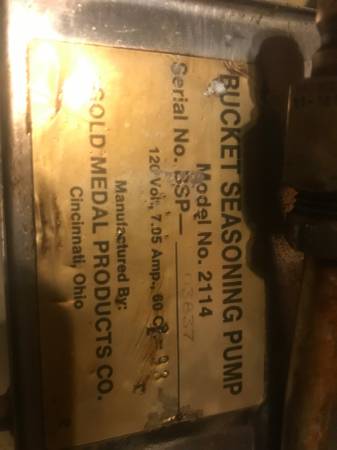 BUCKET SEASONING PUMP
Model No. 2114
Serial No. BSP— 03637
120 Volt, 7.05 Amp., 60 C
Manufactured By:
GOLD MEDAL PRODUCTS CO.
Cincinnati, Ohio